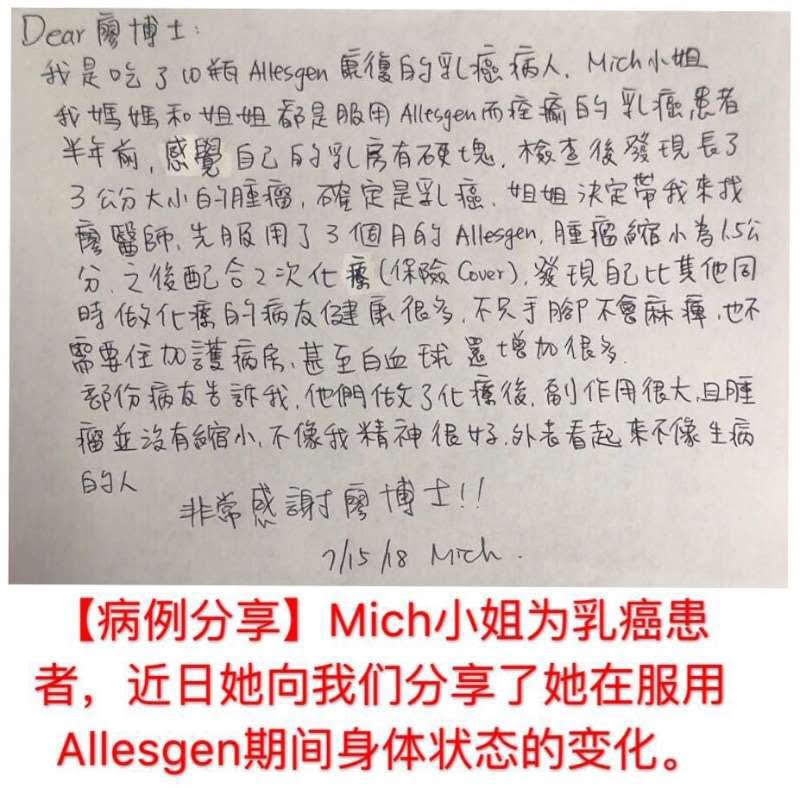 Dear 廖博士:
我是吃了10瓶 Allesgen 康復的乳癌病人, Mich小姐
我媽媽和姐姐都是服用 Allesgen而痊癒的乳癌患者
半年前, 感覺自己的乳房有硬塊, 檢查後發現長了
3公分大小的腫瘤, 確定是乳癌, 姐姐決定帶我來找
廖醫師, 先服用了3個月的 Allesgen, 腫瘤縮小為1.5公
分, 之後配合2次化療(保險 Cover), 發現自己比其他同
時做化療的病友健康很多, 不只手腳不會麻痺, 也不
需要住加護病房, 甚至白血球還增加很多.
部份病友告訴我, 他們做了化療後, 副作用很大, 且腫
瘤並沒有縮小, 不像我精神很好, 外表看起來不像生病
的人
非常感謝廖博士!!
7/15/18 Mich.
【病例分享】Mich小姐为乳癌患
者，近日她向我们分享了她在服用
Allesgen期间身体状态的变化。